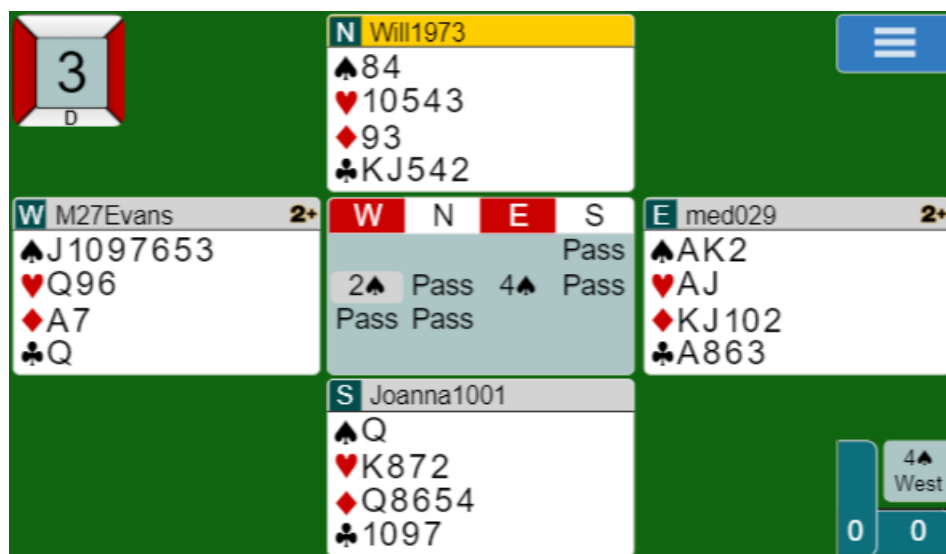 3
D
N Will1973
♠84
♥10543
♦93
♣KJ542
W M27Evans 2+
♠J1097653
♥Q96
♦A7
♣Q
W N E S
Pass
2♠ Pass 4♠ Pass
Pass Pass
E med029 2+
♠AK2
♥AJ
♦KJ102
♣A863
S Joanna1001
♠Q
♥K872
♦Q8654
♣1097
4♠
West
0 0